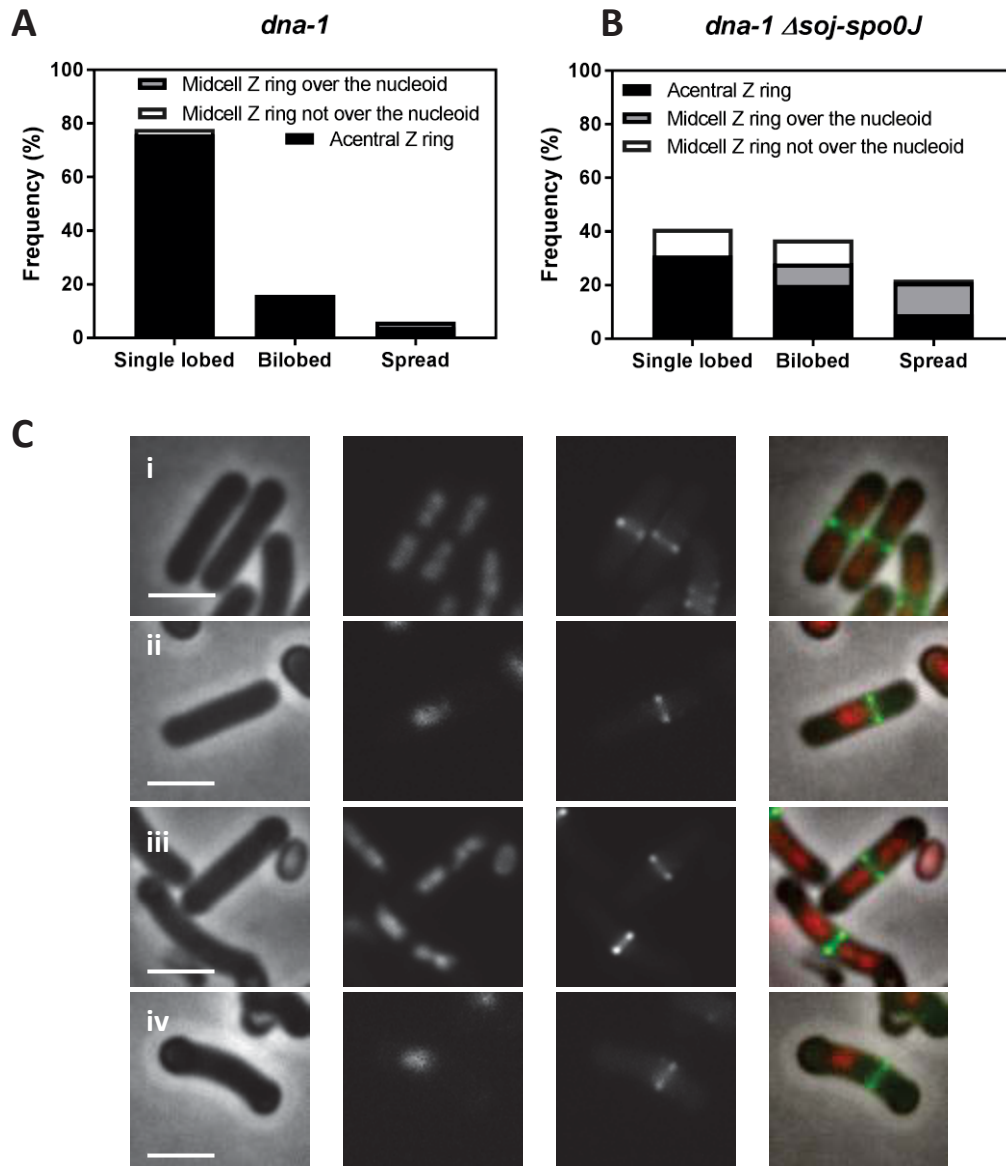 A
dna-1
Frequency (%)
100
80
60
40
20
0
Midcell Z ring over the nucleoid
Midcell Z ring not over the nucleoid
Acentral Z ring
Single lobed
Bilobed
Spread
B
dna-1 Δsoj-spo0J
Frequency (%)
100
80
60
40
20
0
Acentral Z ring
Midcell Z ring over the nucleoid
Midcell Z ring not over the nucleoid
Single lobed
Bilobed
Spread
C
i
ii
iii
iv